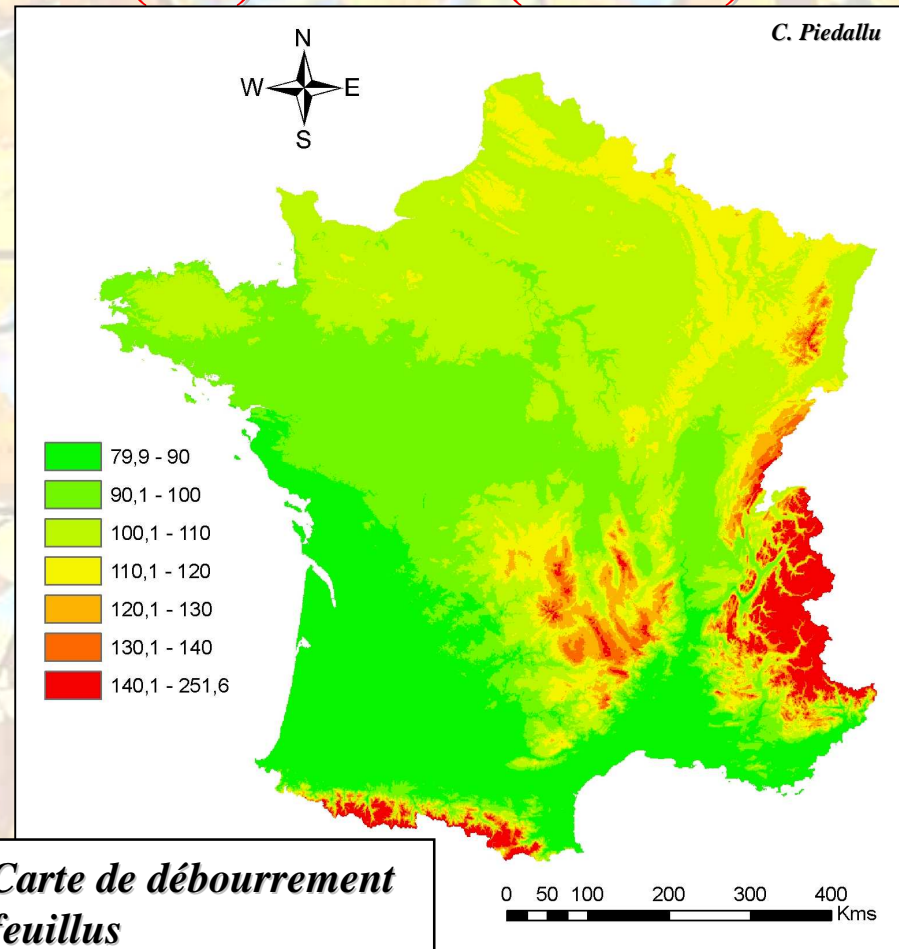 C. Piedallu
N
W E
S
79,9 - 90
90,1 - 100
100,1 - 110
110,1 - 120
120,1 - 130
130,1 - 140
140,1 - 251,6
Carte de débourrement
feuillus
0 50 100 200 300 400
Kms